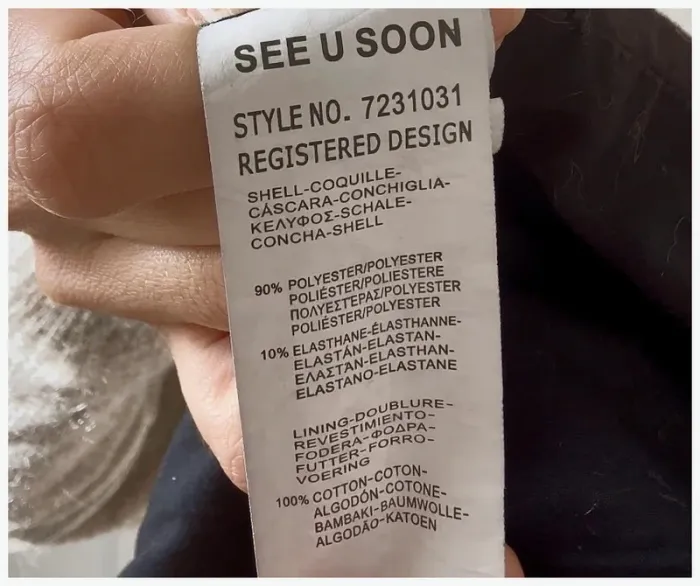 SEE U SOON
STYLE NO. 7231031
REGISTERED DESIGN
SHELL-COQUILLE-
CÁSCARA-CONCHIGLIA-
ΚΕΛΥΦΟΣ-SCHALE-
CONCHA-SHELL
90% POLYESTER/POLYESTER
POLIÉSTER/POLIESTERE
ΠΟΛΥΕΣΤΕΡΑΣ/POLYESTER
POLIÉSTER/POLYESTER
10% ELASTHANE-ÉLASTHANNE-
ELASTÁN-ELASTAN-
ΕΛΑΣΤΑΝ-ELASTHAN-
ELASTANO-ELASTANE
LINING-DOUBLURE-
REVESTIMIENTO-
FODERA-ΦΟΔΡΑ-
FUTTER-FORRO-
VOERING
100% COTTON-COTON-
ALGODÓN-COTONE-
BAMBAKI-BAUMWOLLE-
ALGODÃO-KATOEN